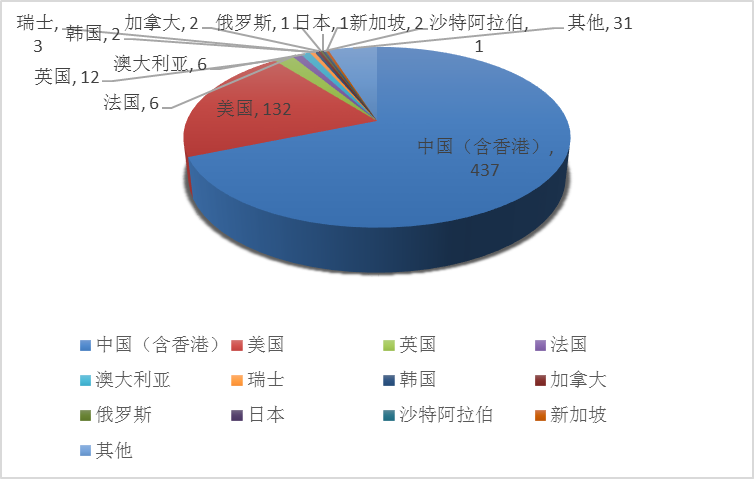 瑞士, 3
韩国, 2
加拿大, 2
俄罗斯, 1
日本, 1
新加坡, 2
沙特阿拉伯, 1
其他, 31
英国, 12
澳大利亚, 6
法国, 6
美国, 132
中国（含香港）, 437
中国（含香港） 美国 英国 法国
澳大利亚 瑞士 韩国 加拿大
俄罗斯 日本 沙特阿拉伯 新加坡
其他